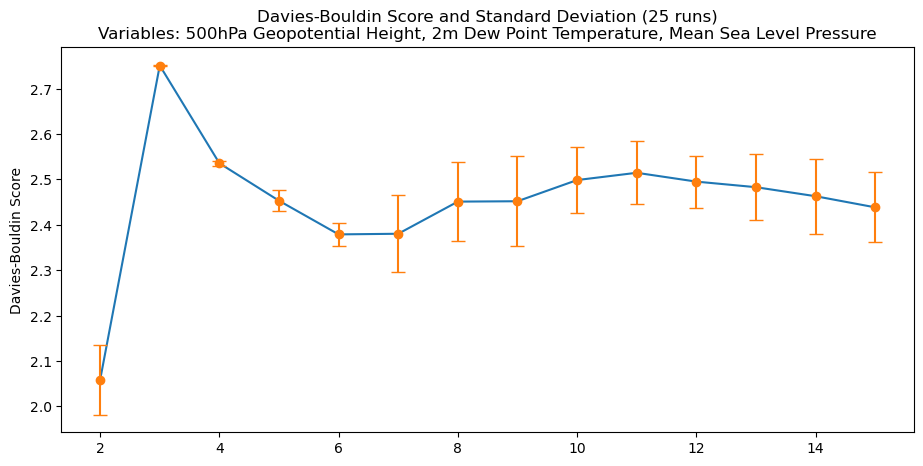 Davies-Bouldin Score and Standard Deviation (25 runs)
Variables: 500hPa Geopotential Height, 2m Dew Point Temperature, Mean Sea Level Pressure
Davies-Bouldin Score
2.7
2.6
2.5
2.4
2.3
2.2
2.1
2.0
2 4 6 8 10 12 14